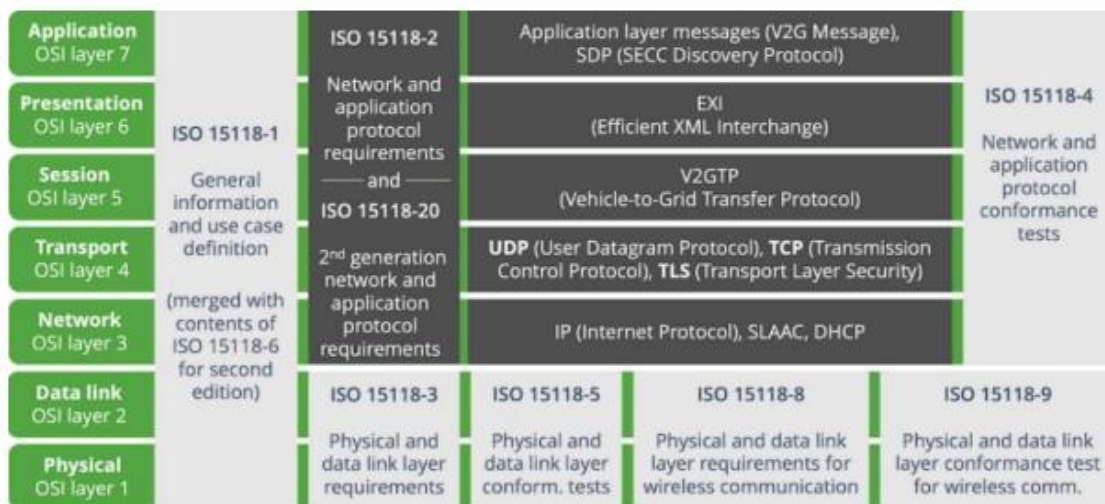 Application
OSI layer 7
Presentation
OSI layer 6
Session
OSI layer 5
Transport
OSI layer 4
Network
OSI layer 3
Data link
OSI layer 2
Physical
OSI layer 1
ISO 15118-1
General
information
and use case
definition
(merged with
contents of
ISO 15118-6
for second
edition)
ISO 15118-2
Network and
application
protocol
requirements
and
ISO 15118-20
2nd generation
network and
application
protocol
requirements
Application layer messages (V2G Message),
SDP (SECC Discovery Protocol)
EXI
(Efficient XML Interchange)
V2GTP
(Vehicle-to-Grid Transfer Protocol)
UDP (User Datagram Protocol), TCP (Transmission
Control Protocol), TLS (Transport Layer Security)
IP (Internet Protocol), SLAAC, DHCP
ISO 15118-4
Network and
application
protocol
conformance
tests
ISO 15118-3
Physical and
data link layer
requirements
ISO 15118-5
Physical and
data link layer
conform. tests
ISO 15118-8
Physical and data link
layer requirements for
wireless communication
ISO 15118-9
Physical and data link
layer conformance test
for wireless comm.